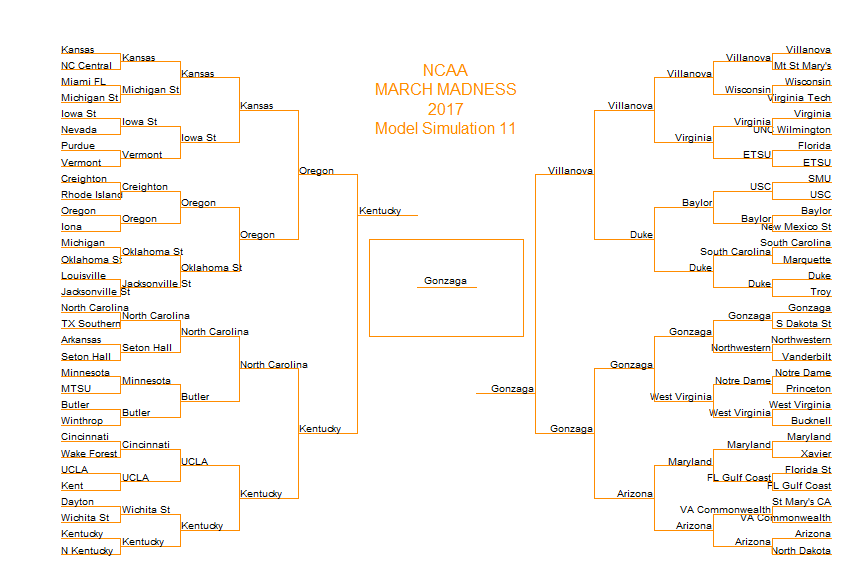 NCAA
MARCH MADNESS
2017
Model Simulation 11
Kansas
NC Central
Miami FL
Michigan St
Iowa St
Nevada
Purdue
Vermont
Creighton
Rhode Island
Oregon
Iona
Michigan
Oklahoma St
Louisville
Jacksonville St
North Carolina
TX Southern
Arkansas
Seton Hall
Minnesota
MTSU
Butler
Winthrop
Cincinnati
Wake Forest
UCLA
Kent
Dayton
Wichita St
Kentucky
N Kentucky
Kansas
Michigan St
Iowa St
Vermont
Creighton
Oregon
Oklahoma St
Jacksonville St
North Carolina
Seton Hall
Minnesota
Butler
Cincinnati
UCLA
Wichita St
Kentucky
Kansas
Iowa St
Oregon
Oklahoma St
North Carolina
Butler
UCLA
Kentucky
Kansas
Oregon
North Carolina
Kentucky
Oregon
Kentucky
Kentucky
Gonzaga
Gonzaga
Villanova
Gonzaga
Villanova
Duke
Gonzaga
Arizona
Villanova
Virginia
Baylor
Duke
Gonzaga
West Virginia
Maryland
Arizona
Villanova
Wisconsin
Virginia
ETSU
USC
Baylor
South Carolina
Duke
Gonzaga
Northwestern
Notre Dame
West Virginia
Maryland
FL Gulf Coast
VA Commonwealth
Arizona
Villanova
Mt St Mary's
Wisconsin
Virginia Tech
Virginia
UNC Wilmington
Florida
ETSU
SMU
USC
Baylor
New Mexico St
South Carolina
Marquette
Duke
Troy
Gonzaga
S Dakota St
Northwestern
Vanderbilt
Notre Dame
Princeton
West Virginia
Bucknell
Maryland
Xavier
Florida St
FL Gulf Coast
St Mary's CA
VA Commonwealth
Arizona
North Dakota